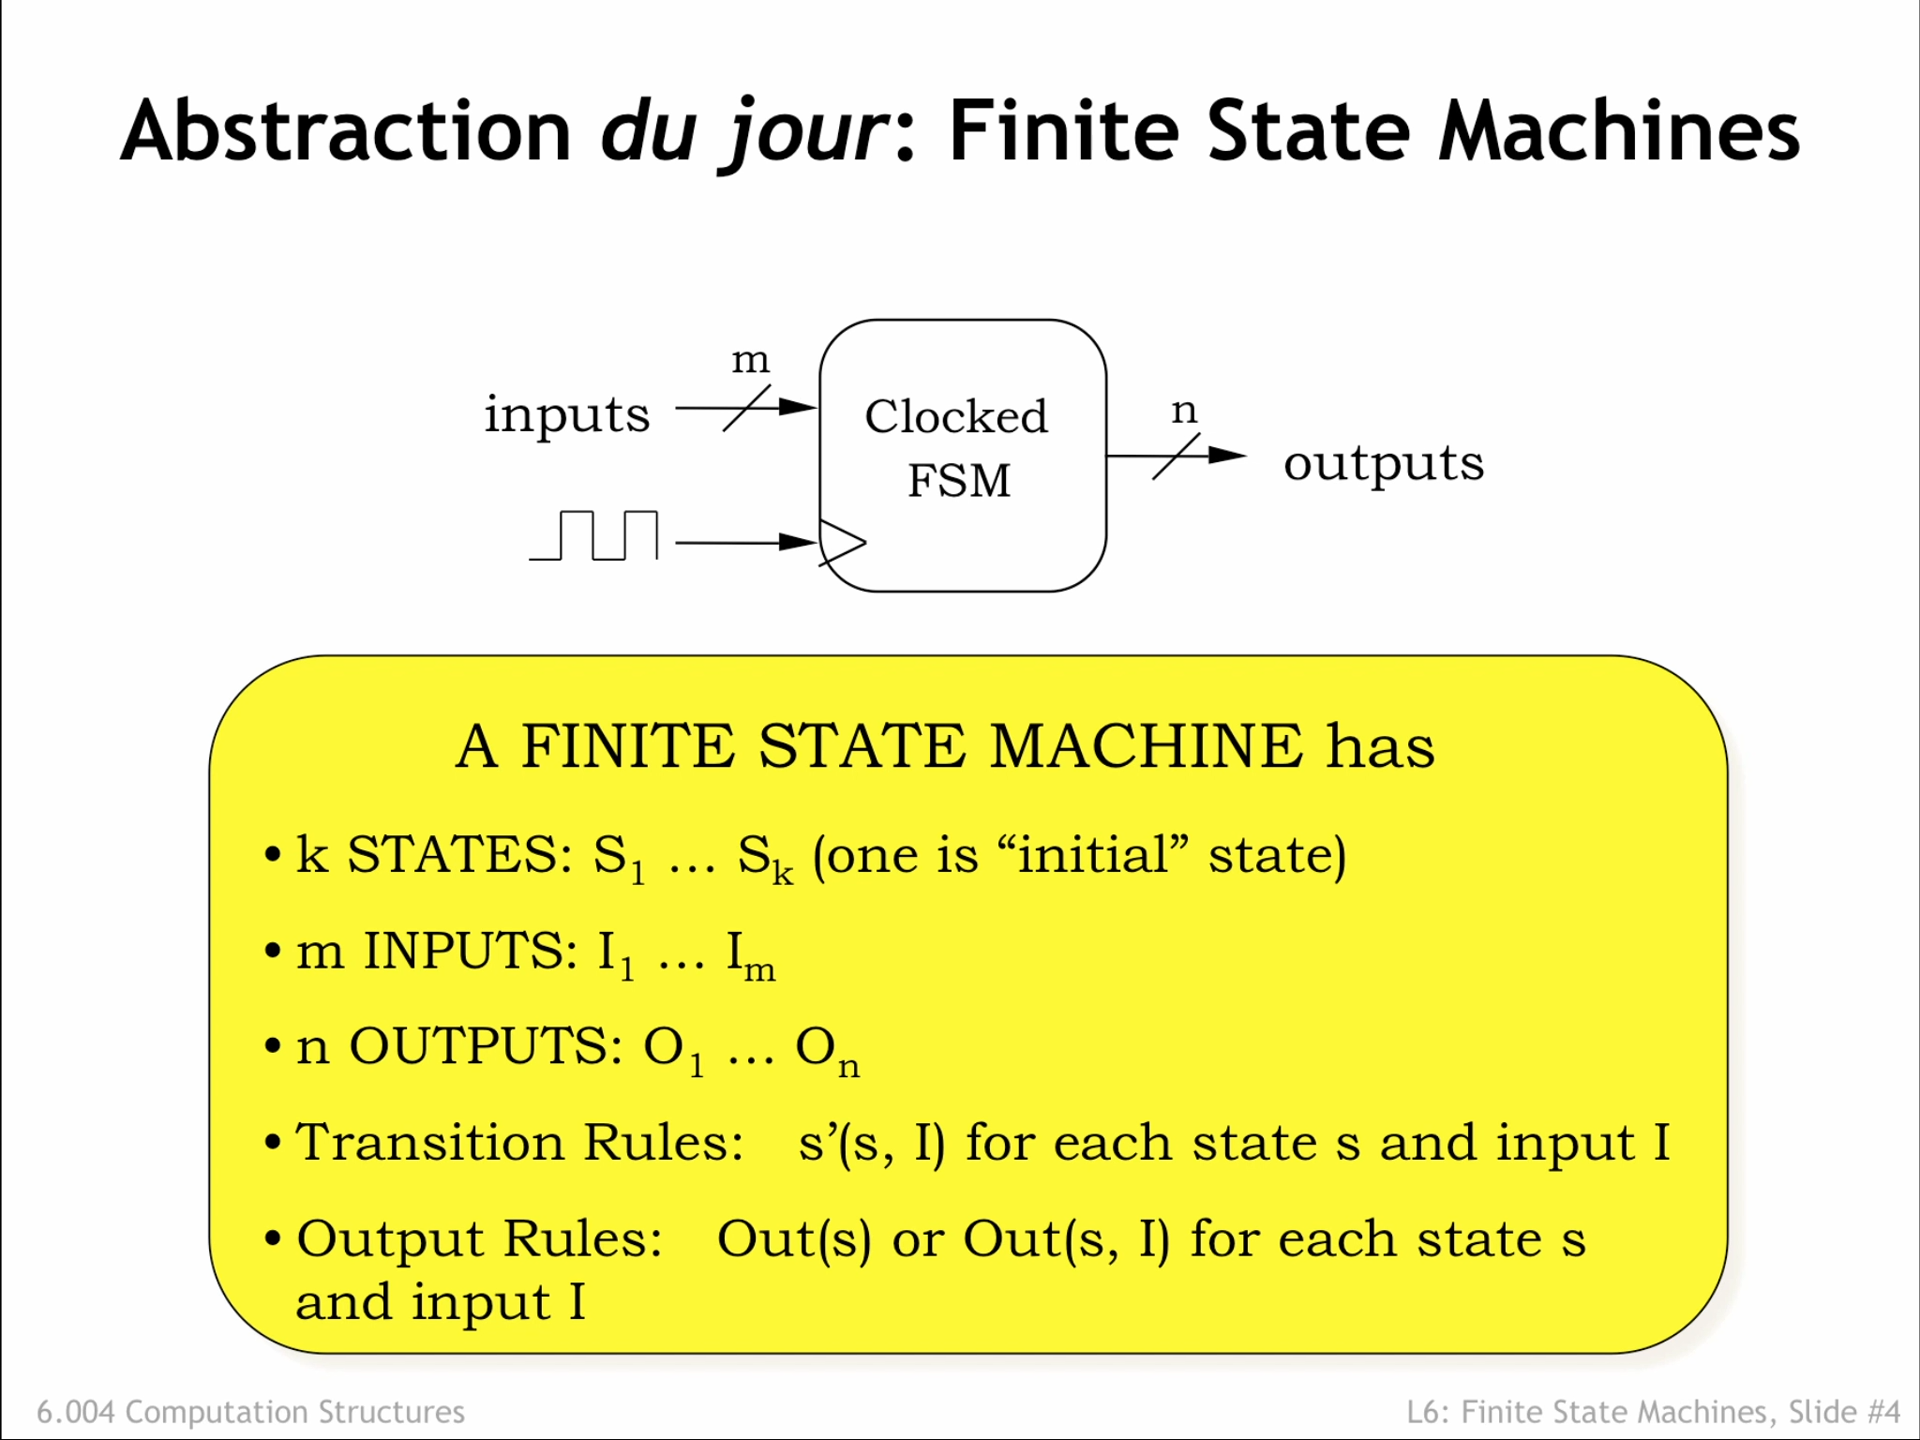 Abstraction du jour: Finite State Machines
m
inputs
Clocked
FSM
n
outputs
A FINITE STATE MACHINE has
• k STATES: S₁ … Sₖ (one is “initial” state)
• m INPUTS: I₁ … Iₘ
• n OUTPUTS: O₁ … Oₙ
• Transition Rules: s’(s, I) for each state s and input I
• Output Rules: Out(s) or Out(s, I) for each state s
and input I
6.004 Computation Structures
L6: Finite State Machines, Slide #4